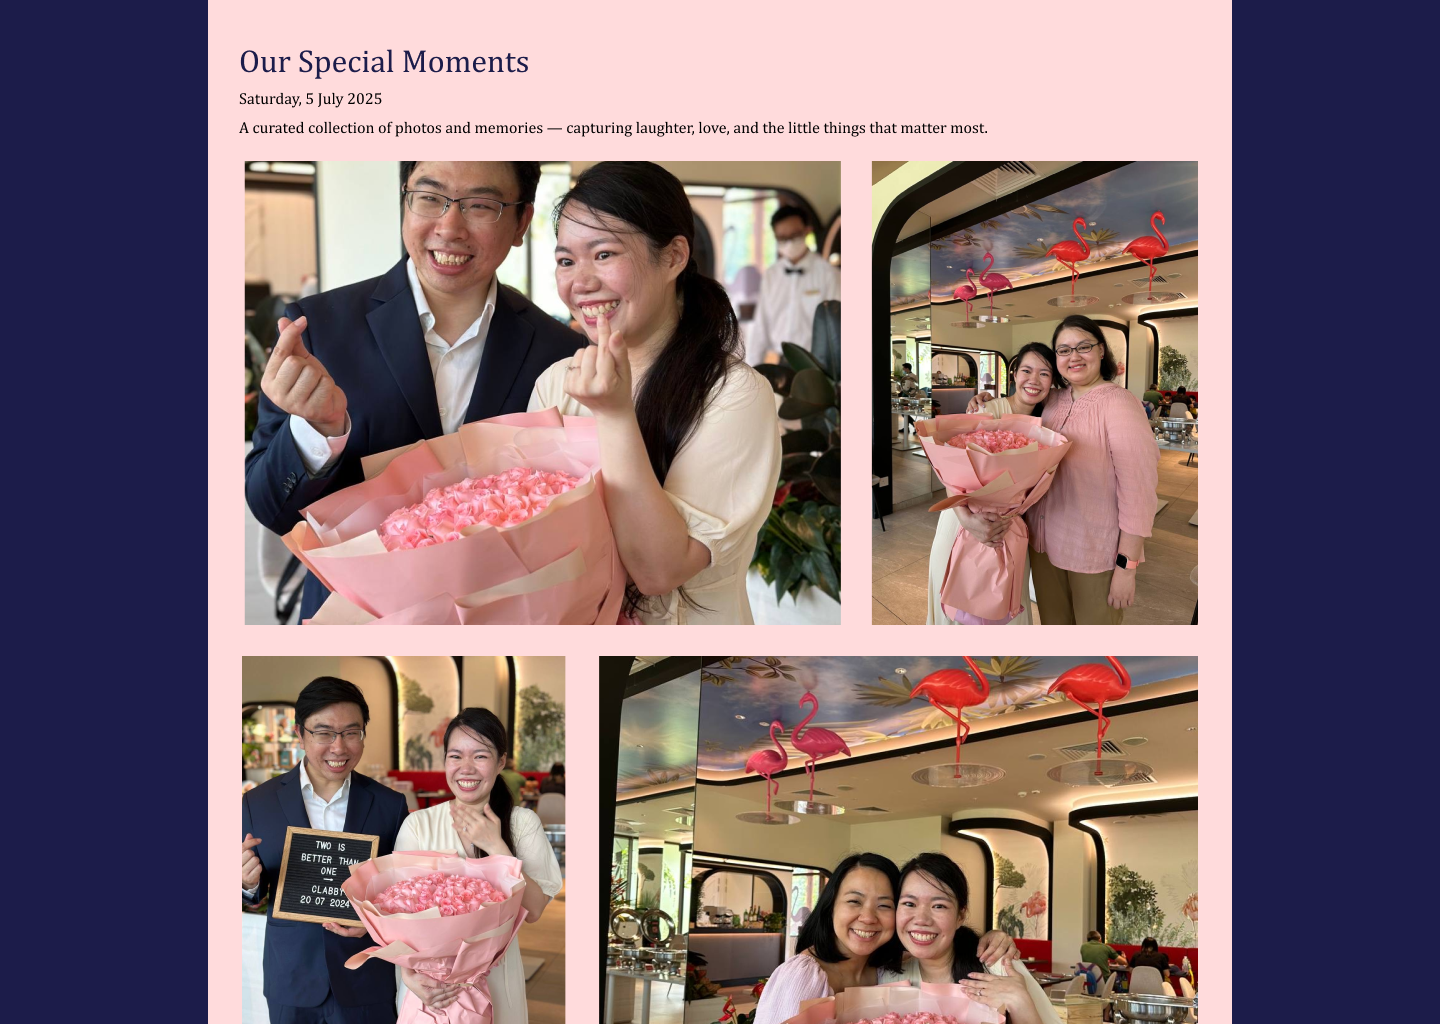 Our Special Moments
Saturday, 5 July 2025
A curated collection of photos and memories — capturing laughter, love, and the little things that matter most.
TWO IS
BETTER THAN
ONE
CLABBY
20 07 2024